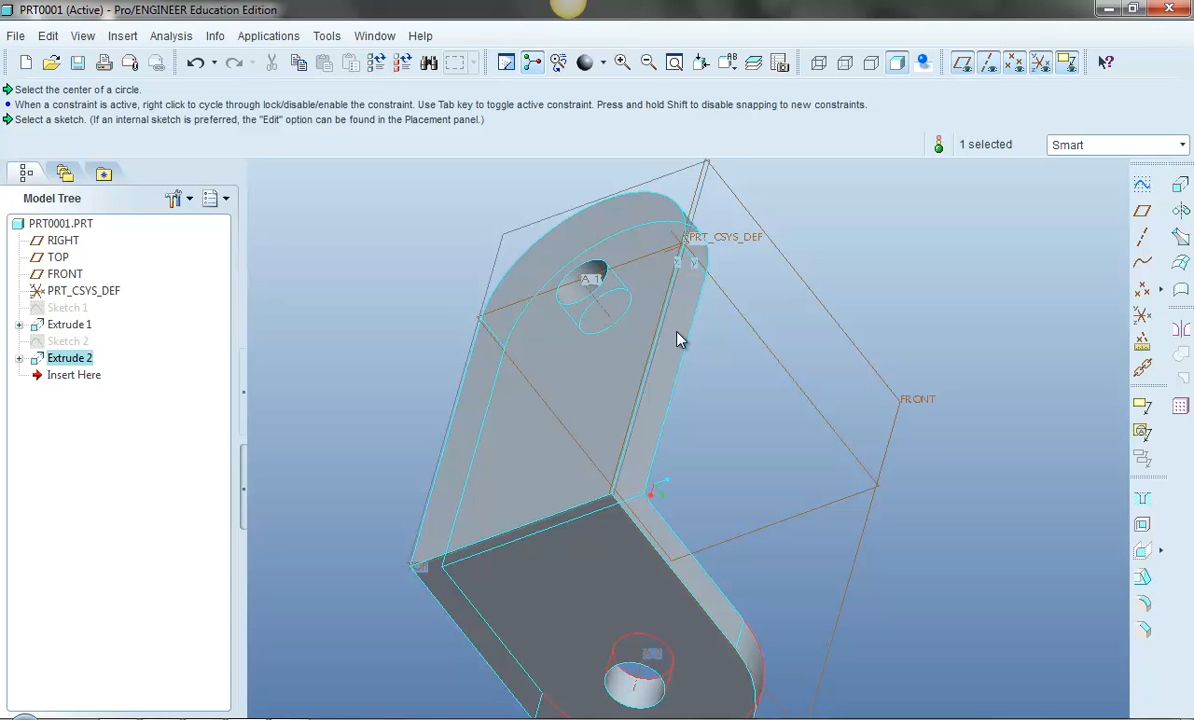 PRT0001 (Active) - Pro/ENGINEER Education Edition
File Edit View Insert Analysis Info Applications Tools Window Help
Select the center of a circle.
When a constraint is active, right click to cycle through lock/disable/enable the constraint. Use Tab key to toggle active constraint. Press and hold Shift to disable snapping to new constraints.
Select a sketch. (If an internal sketch is preferred, the "Edit" option can be found in the Placement panel.)
1 selected
Smart
Model Tree
PRT0001.PRT
RIGHT
TOP
FRONT
PRT_CSYS_DEF
Sketch 1
Extrude 1
Sketch 2
Extrude 2
Insert Here
PRT_CSYS_DEF
FRONT